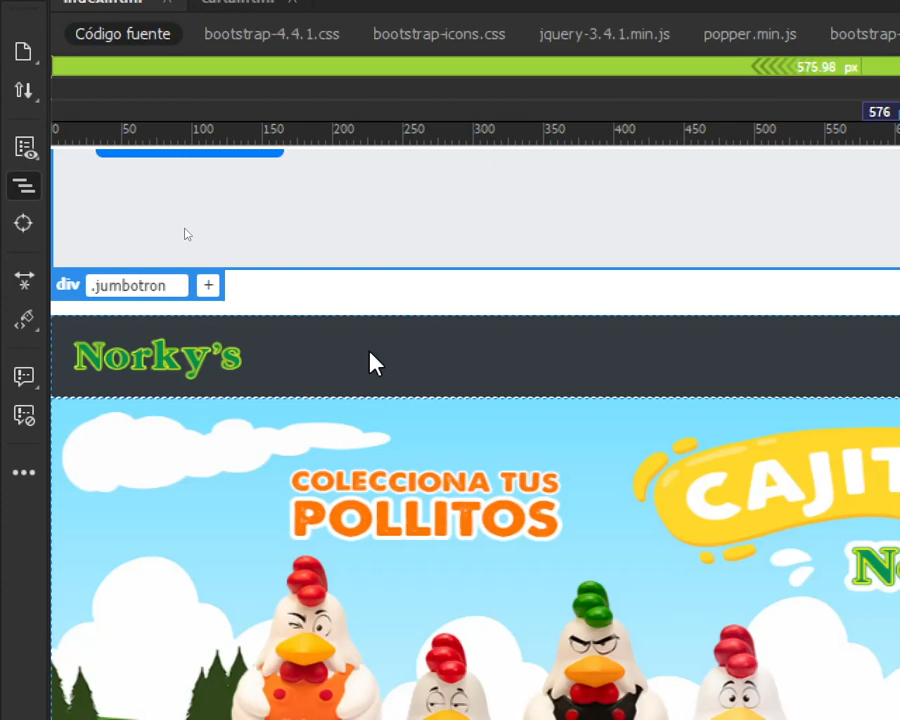 Código fuente bootstrap-4.4.1.css bootstrap-icons.css jquery-3.4.1.min.js popper.min.js bootstrap-
575.98 px
576
0 50 100 150 200 250 300 350 400 450 500 550
div .jumbotron +
Norky's
COLECCIONA TUS
POLLITOS
CAJIT
No